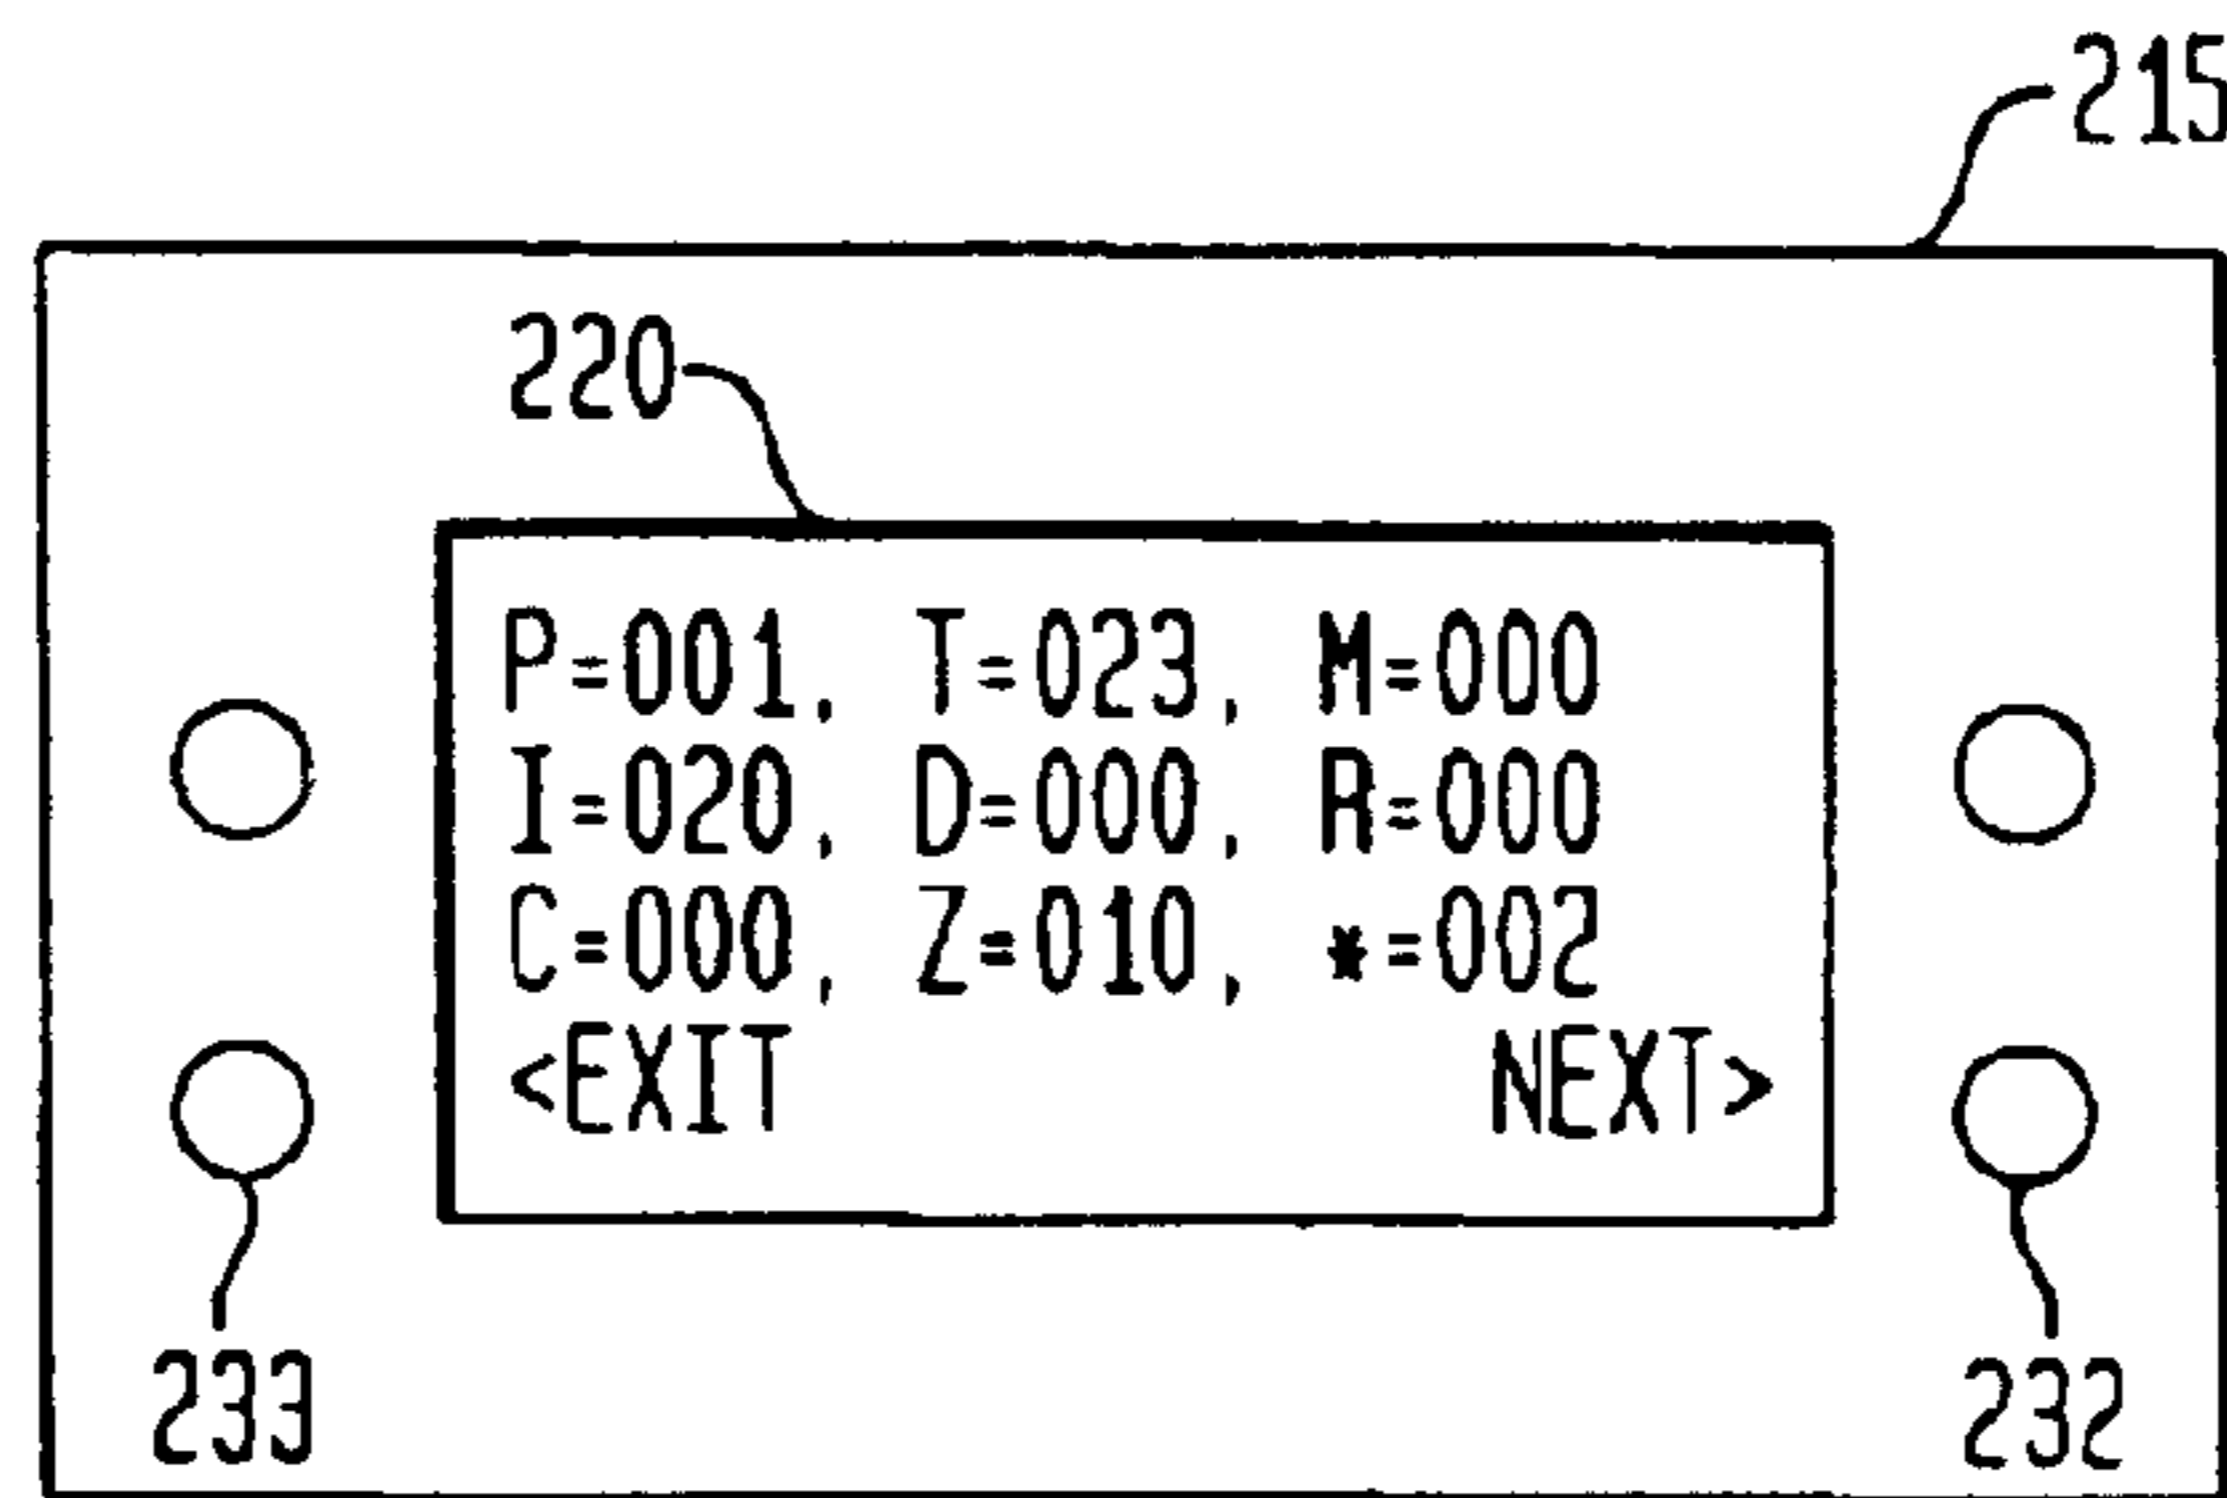 215
220
P=001, T=023, M=000
I=020, D=000, R=000
C=000, Z=010, *=002
<EXIT NEXT>
233 232